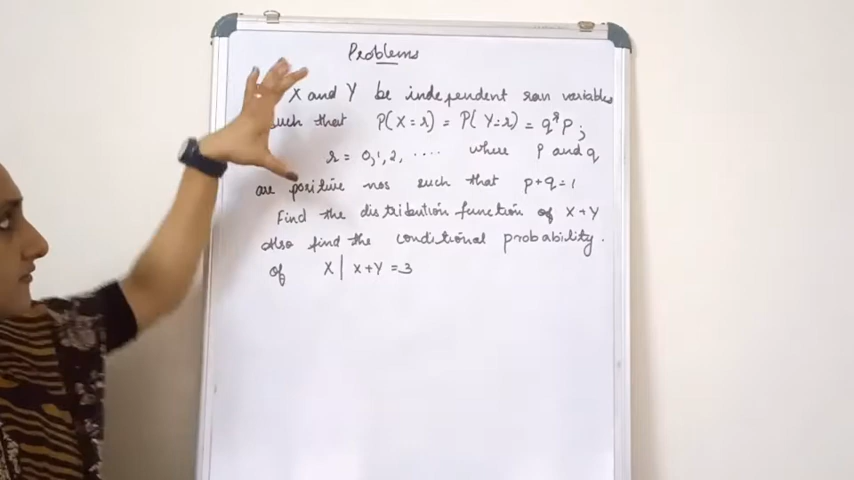 Problems
X and Y be independent ran variables
such that P(X=r) = P(Y=r) = q^r p ;
r = 0,1,2, .... where p and q
are positive nos such that p+q=1
Find the distribution function of X+Y
Also find the conditional probability.
of X | X+Y =3